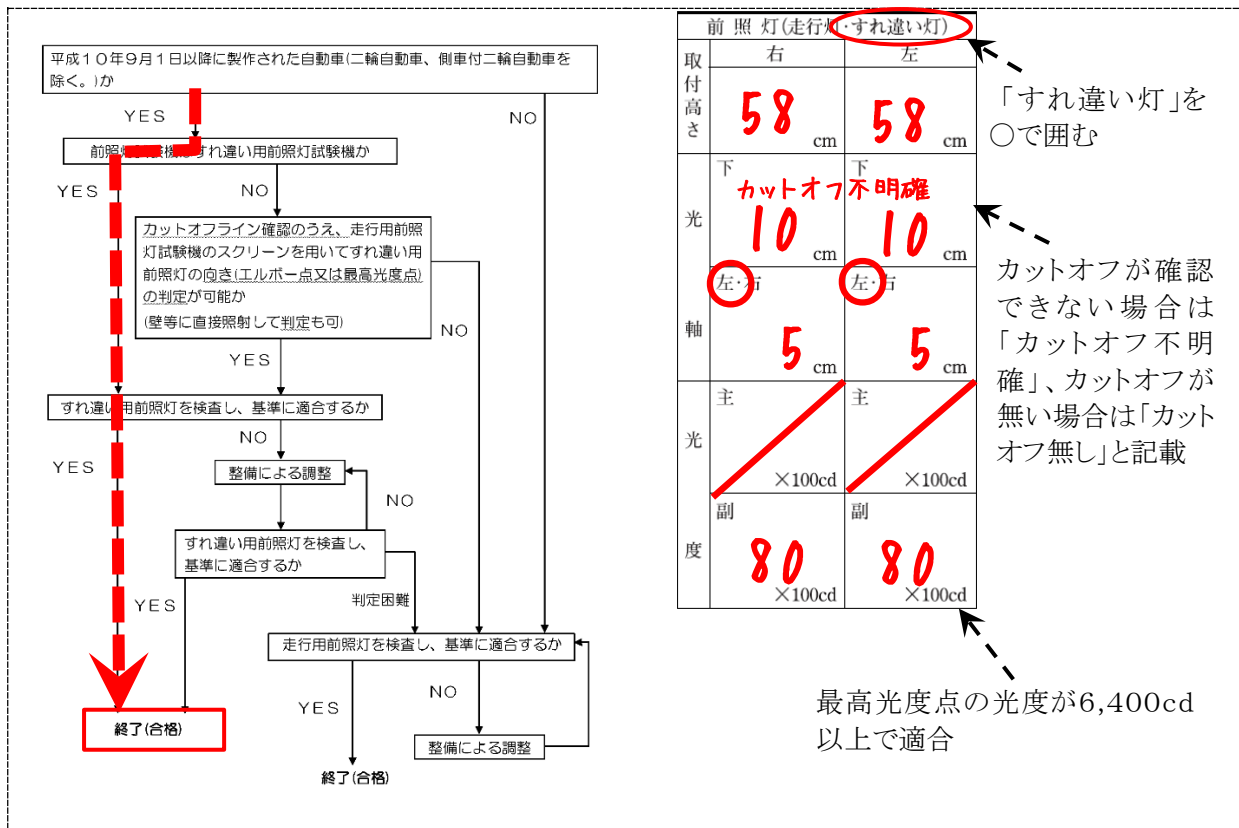 平成10年9月1日以降に製作された自動車(二輪自動車、側車付二輪自動車を
除く。)か
YES
NO
前照灯試験機がすれ違い用前照灯試験機か
YES
NO
カットオフライン確認のうえ、走行用前照
灯試験機のスクリーンを用いてすれ違い用
前照灯の向き(エルボー点又は最高光度点)
の判定が可能か
(壁等に直接照射して判定も可)
NO
YES
すれ違い用前照灯を検査し、基準に適合するか
NO
YES
整備による調整
NO
すれ違い用前照灯を検査し、
基準に適合するか
YES
判定困難
走行用前照灯を検査し、基準に適合するか
NO
YES
終了(合格)
整備による調整
終了(合格)
前 照 灯(走行灯・すれ違い灯)
取付高さ
右
左
58 cm
58 cm
光
軸
下
下
カットオフ不明確
10 cm
10 cm
左・右
左・右
5 cm
5 cm
光
度
主
主
×100cd
×100cd
副
副
80
80
×100cd
×100cd
「すれ違い灯」を
○で囲む
カットオフが確認
できない場合は
「カットオフ不明
確」、カットオフが
無い場合は「カット
オフ無し」と記載
最高光度点の光度が6,400cd
以上で適合